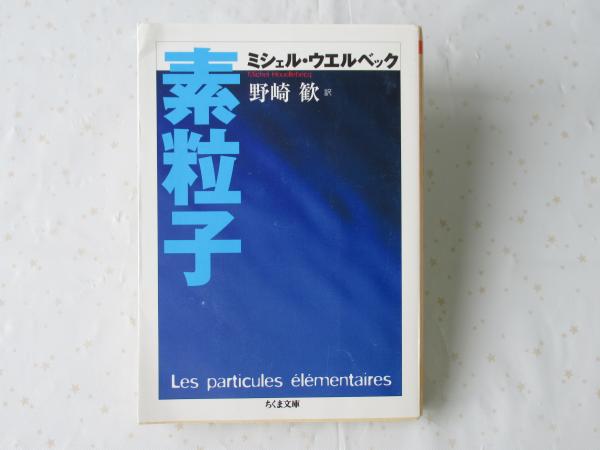 素粒子
ミシェル・ウエルベック
Michel Houellebecq
野崎 歓 訳
Les particules élémentaires
ちくま文庫